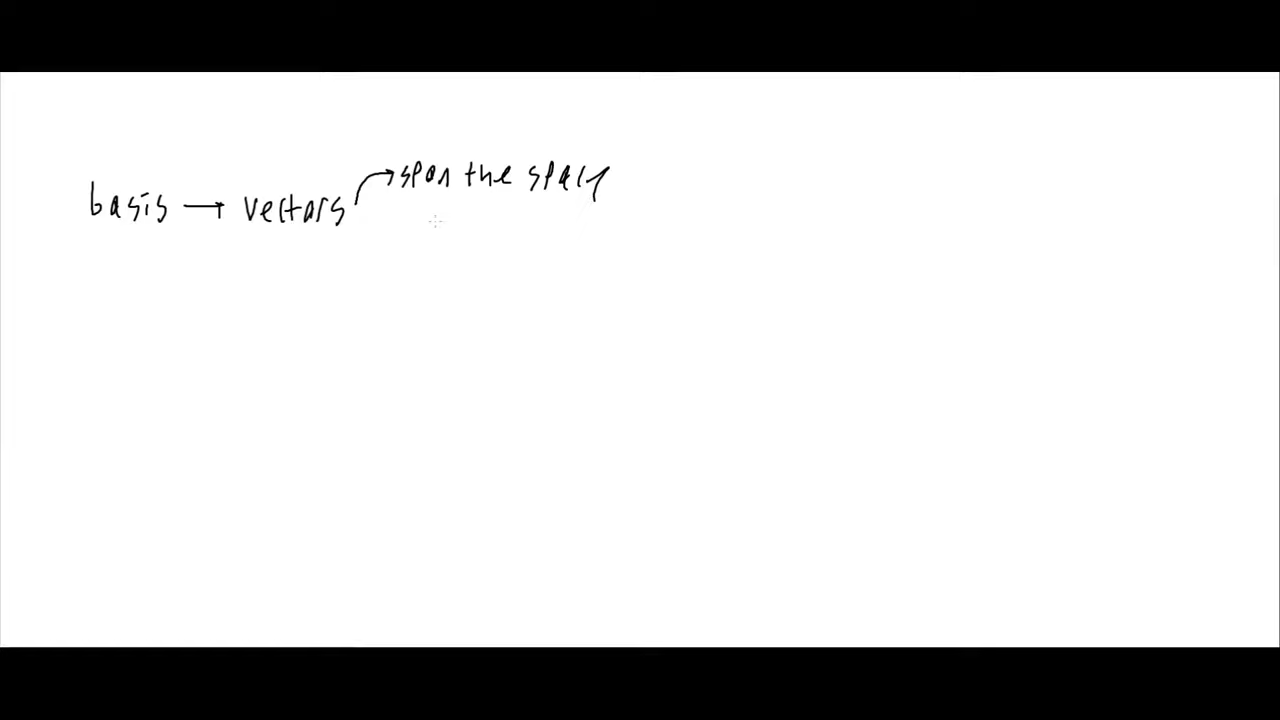 basis → vectors → span the space